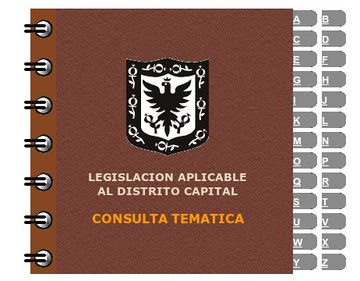 LEGISLACION APLICABLE
AL DISTRITO CAPITAL
CONSULTA TEMATICA
A B
C D
E F
G H
I J
K L
M N
O P
Q R
S T
U V
W X
Y Z